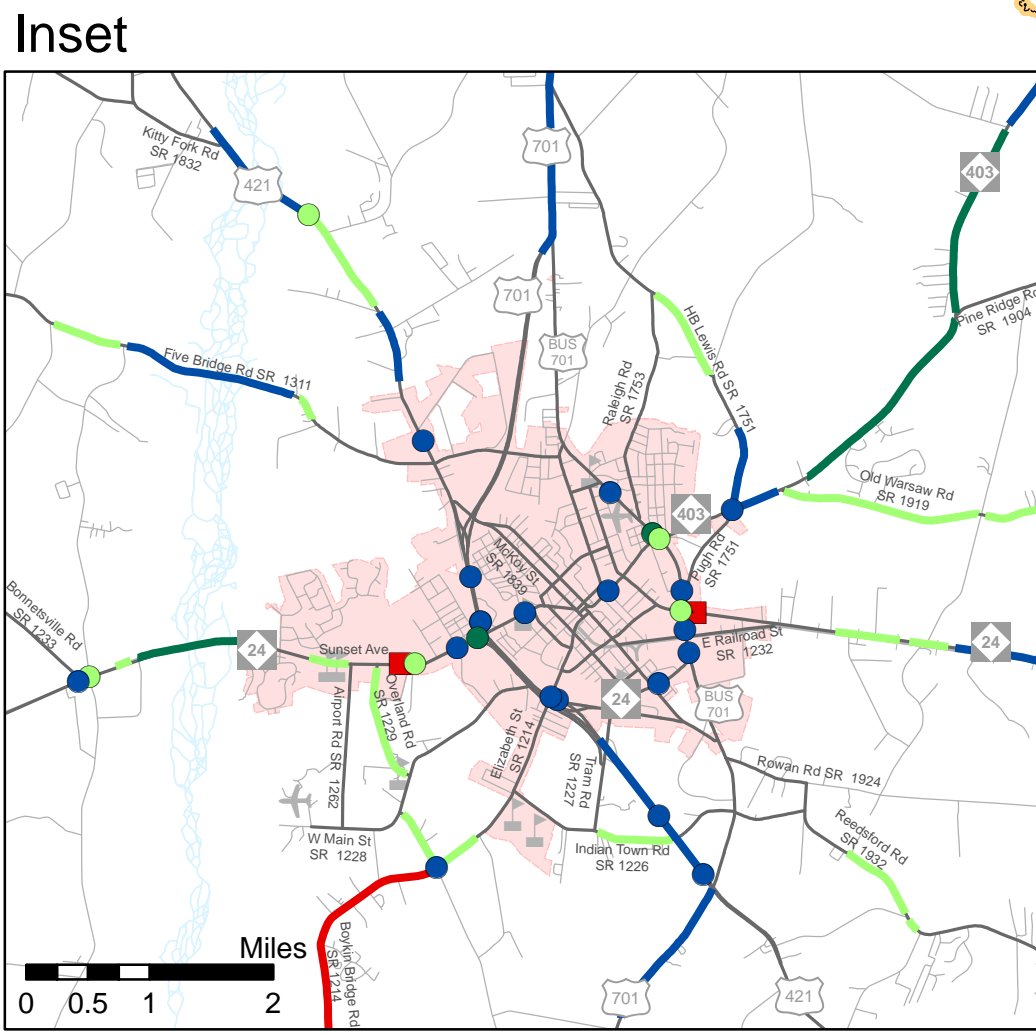 Inset
701
403
Kitty Fork Rd
SR 1832
421
701
Pine Ridge Rd
SR 1904
HB Lewis Rd SR 1751
BUS
701
Five Bridge Rd SR 1311
Raleigh Rd
SR 1753
Old Warsaw Rd
SR 1919
403
McKoy St
SR 1839
Pugh Rd
SR 1751
Bonnetsville Rd
SR 1233
24
Sunset Ave
E Railroad St
SR 1232
24
Overland Rd
SR 1229
Airport Rd SR 1262
Elizabeth St
SR 1214
24
BUS
701
Tram Rd
SR 1227
Rowan Rd SR 1924
W Main St
SR 1228
Indian Town Rd
SR 1226
Reedsford Rd
SR 1932
Boykin Bridge Rd
SR 1214
Miles
0 0.5 1 2
701
421